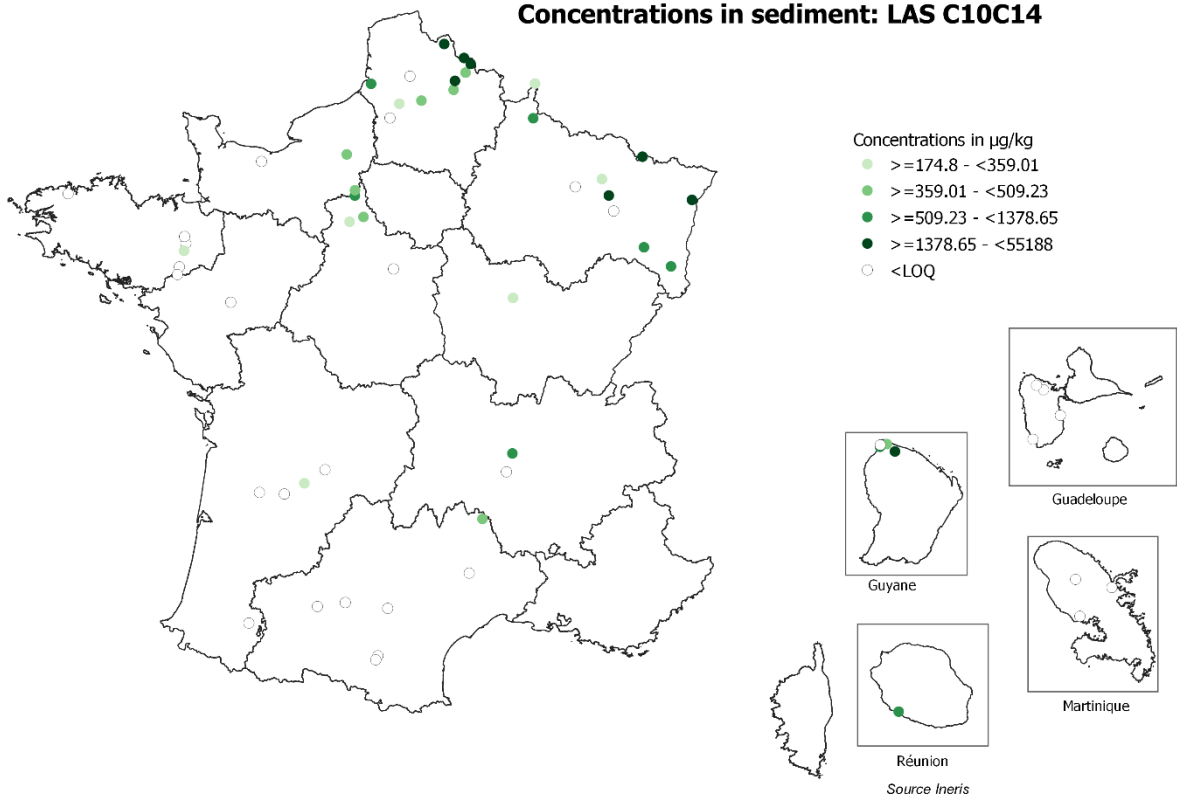 Concentrations in sediment: LAS C10C14
Concentrations in µg/kg
>=174.8 - <359.01
>=359.01 - <509.23
>=509.23 - <1378.65
>=1378.65 - <55188
<LOQ
Guadeloupe
Guyane
Martinique
Réunion
Source Ineris